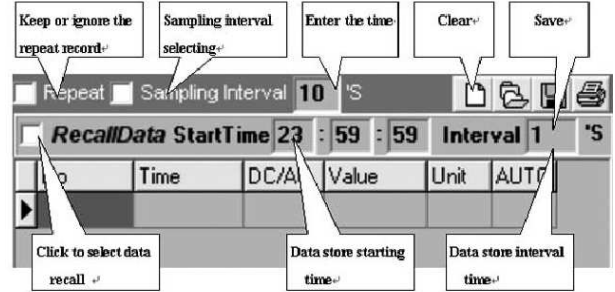 Keep or ignore the
repeat record
Sampling interval
selecting
Enter the time
Clear
Save
Repeat Sampling Interval 10 'S
RecallData StartTime 23 : 59 : 59 Interval 1 'S
Time DC/A Value Unit AUTO
Click to select data
recall
Data store starting
time
Data store interval
time